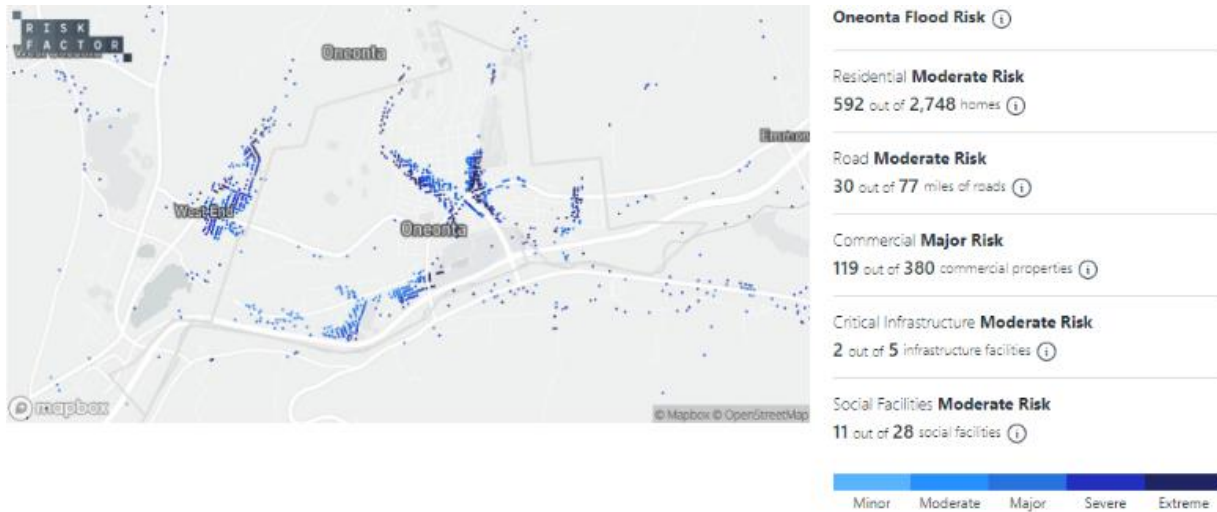 RISK
FACTOR
Oneonta
Emmon
West End
Oneonta
mapbox
© Mapbox © OpenStreetMap
Oneonta Flood Risk
Residential Moderate Risk
592 out of 2,748 homes
Road Moderate Risk
30 out of 77 miles of roads
Commercial Major Risk
119 out of 380 commercial properties
Critical Infrastructure Moderate Risk
2 out of 5 infrastructure facilities
Social Facilities Moderate Risk
11 out of 28 social facilities
Minor Moderate Major Severe Extreme